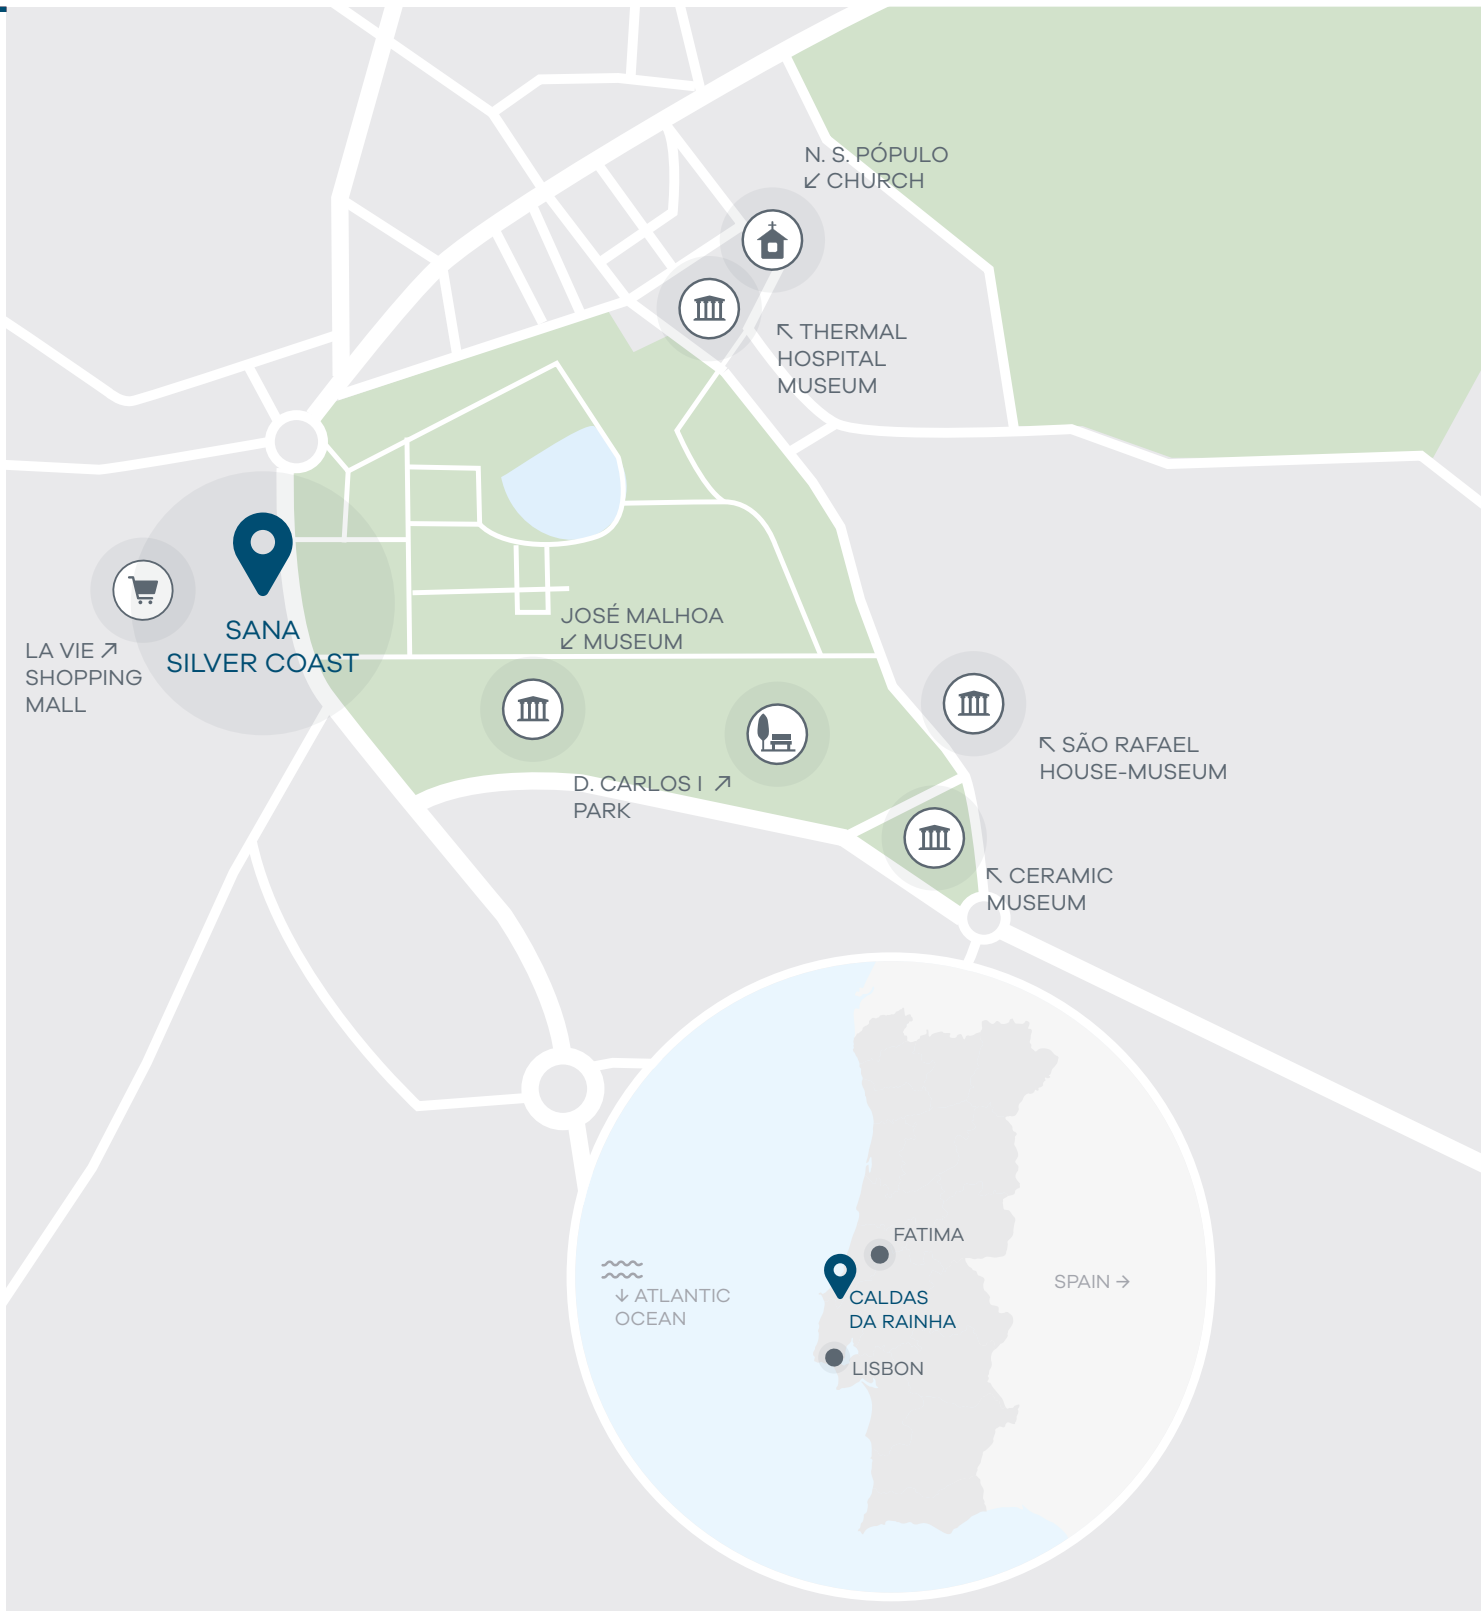 N. S. PÓPULO
↙ CHURCH
↖ THERMAL
HOSPITAL
MUSEUM
JOSÉ MALHOA
↙ MUSEUM
SANA
SILVER COAST
LA VIE ↗
SHOPPING
MALL
↖ SÃO RAFAEL
HOUSE-MUSEUM
D. CARLOS I ↗
PARK
↖ CERAMIC
MUSEUM
FATIMA
↓ ATLANTIC
OCEAN
SPAIN →
CALDAS
DA RAINHA
LISBON